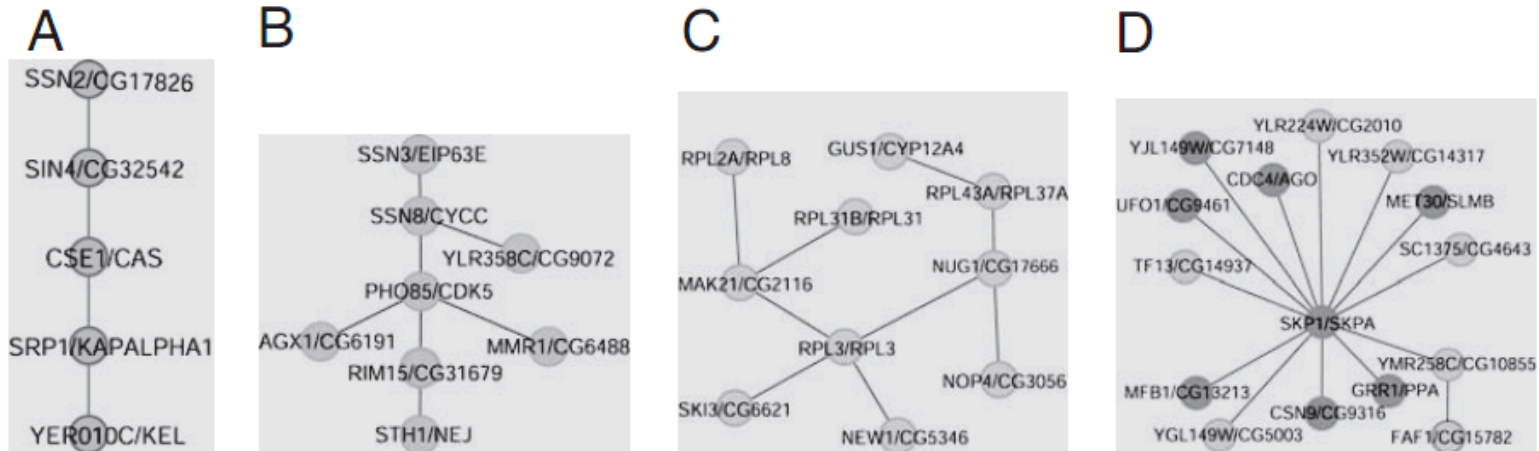 A
SSN2/CG17826
SIN4/CG32542
CSE1/CAS
SRP1/KAPALPHA1
YER010C/KEL
B
SSN3/EIP63E
SSN8/CYCC
YLR358C/CG9072
PHO85/CDK5
AGX1/CG6191
MMR1/CG6488
RIM15/CG31679
STH1/NEJ
C
GUS1/CYP12A4
RPL2A/RPL8
RPL43A/RPL37A
RPL31B/RPL31
NUG1/CG17666
MAK21/CG2116
RPL3/RPL3
NOP4/CG3056
SKI3/CG6621
NEW1/CG5346
D
YLR224W/CG2010
YJL149W/CG7148
YLR352W/CG14317
CDC4/AGO
MET30/SLMB
UFO1/CG9461
SC1375/CG4643
TF13/CG14937
SKP1/SKPA
YMR258C/CG10855
MFB1/CG13213
GRR1/PPA
CSN9/CG9316
YGL149W/CG5003
FAF1/CG15782